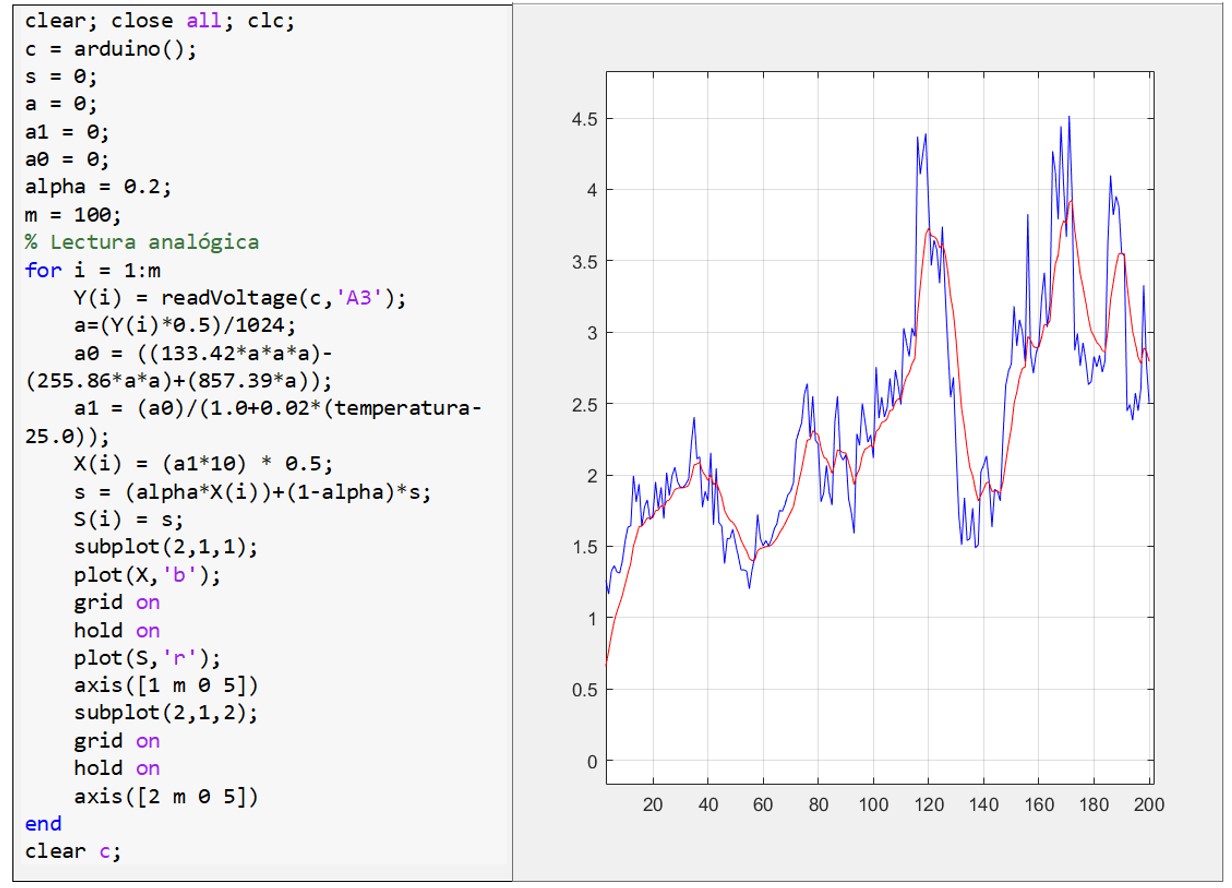 clear; close all; clc;
c = arduino();
s = 0;
a = 0;
a1 = 0;
a0 = 0;
alpha = 0.2;
m = 100;
% Lectura analógica
for i = 1:m
    Y(i) = readVoltage(c,'A3');
    a=(Y(i)*0.5)/1024;
    a0 = ((133.42*a*a*a)-
(255.86*a*a)+(857.39*a));
    a1 = (a0)/(1.0+0.02*(temperatura-
25.0));
    X(i) = (a1*10) * 0.5;
    s = (alpha*X(i))+(1-alpha)*s;
    S(i) = s;
    subplot(2,1,1);
    plot(X,'b');
    grid on
    hold on
    plot(S,'r');
    axis([1 m 0 5])
    subplot(2,1,2);
    grid on
    hold on
    axis([2 m 0 5])
end
clear c;
4.5
4
3.5
3
2.5
2
1.5
1
0.5
0
20 40 60 80 100 120 140 160 180 200